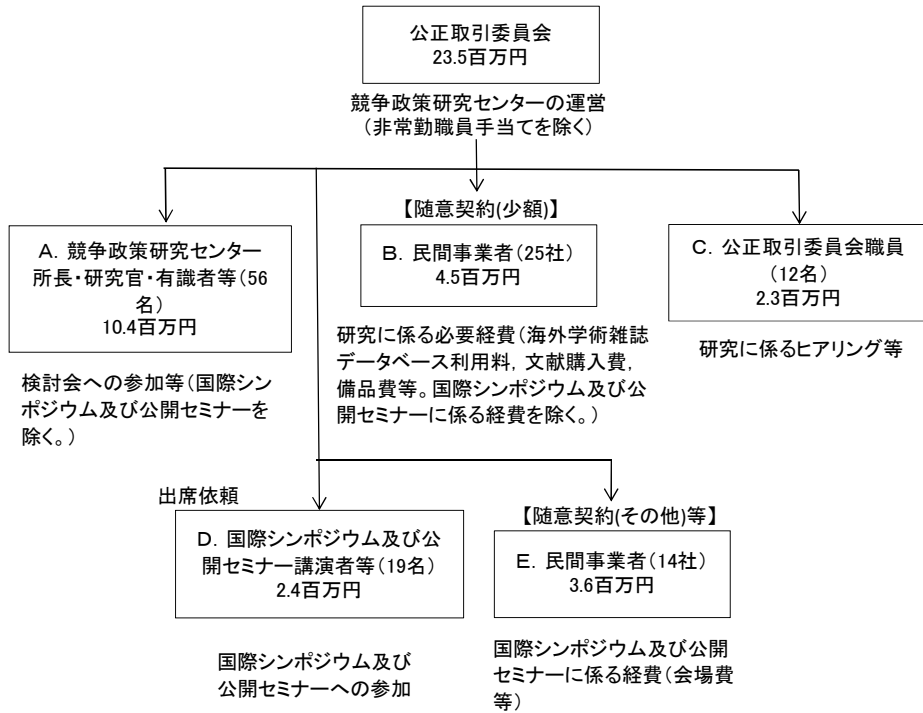 公正取引委員会
23.5百万円
競争政策研究センターの運営
（非常勤職員手当てを除く）
A．競争政策研究センター
所長・研究官・有識者等（56
名）
10.4百万円
検討会への参加等（国際シン
ポジウム及び公開セミナーを
除く。）
【随意契約(少額)】
B．民間事業者（25社）
4.5百万円
研究に係る必要経費（海外学術雑誌
データベース利用料，文献購入費，
備品費等。国際シンポジウム及び公
開セミナーに係る経費を除く。）
C．公正取引委員会職員
（12名）
2.3百万円
研究に係るヒアリング等
出席依頼
D．国際シンポジウム及び公
開セミナー講演者等（19名）
2.4百万円
国際シンポジウム及び
公開セミナーへの参加
【随意契約(その他)等】
E．民間事業者（14社）
3.6百万円
国際シンポジウム及び公開
セミナーに係る経費（会場費
等）